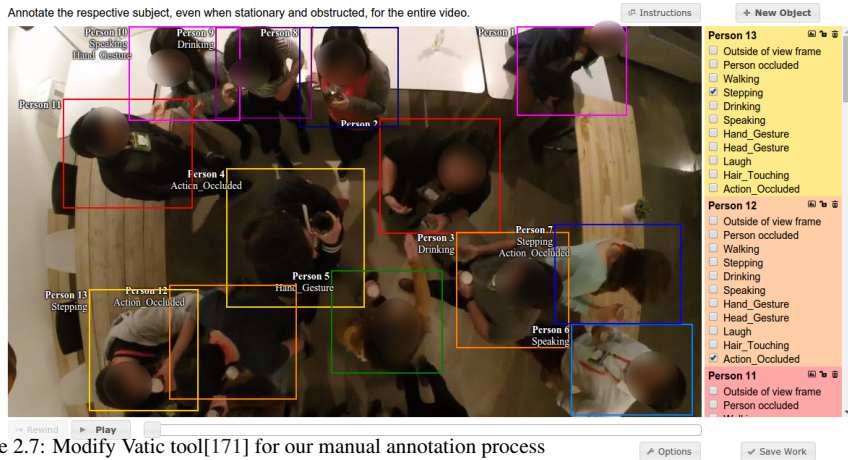 Annotate the respective subject, even when stationary and obstructed, for the entire video.
Instructions
+ New Object
Person 10
Speaking
Hand_Gesture
Person 9
Drinking
Person 8
Person 1
Person 11
Person 2
Person 4
Action_Occluded
Person 3
Drinking
Person 7
Stepping
Action_Occluded
Person 5
Hand_Gesture
Person 13
Stepping
Person 12
Action_Occluded
Person 6
Speaking
Person 13
Outside of view frame
Person occluded
Walking
Stepping
Drinking
Speaking
Hand_Gesture
Head_Gesture
Laugh
Hair_Touching
Action_Occluded
Person 12
Outside of view frame
Person occluded
Walking
Stepping
Drinking
Speaking
Hand_Gesture
Head_Gesture
Laugh
Hair_Touching
Action_Occluded
Person 11
Outside of view frame
Person occluded
Rewind
Play
e 2.7: Modify Vatic tool[171] for our manual annotation process
Options
Save Work